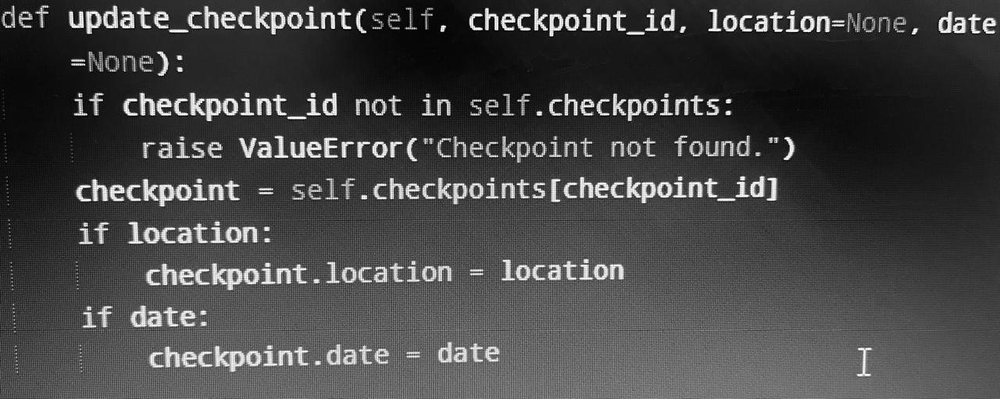 def update_checkpoint(self, checkpoint_id, location=None, date
=None):
if checkpoint_id not in self.checkpoints:
raise ValueError("Checkpoint not found.")
checkpoint = self.checkpoints[checkpoint_id]
if location:
checkpoint.location = location
if date:
checkpoint.date = date